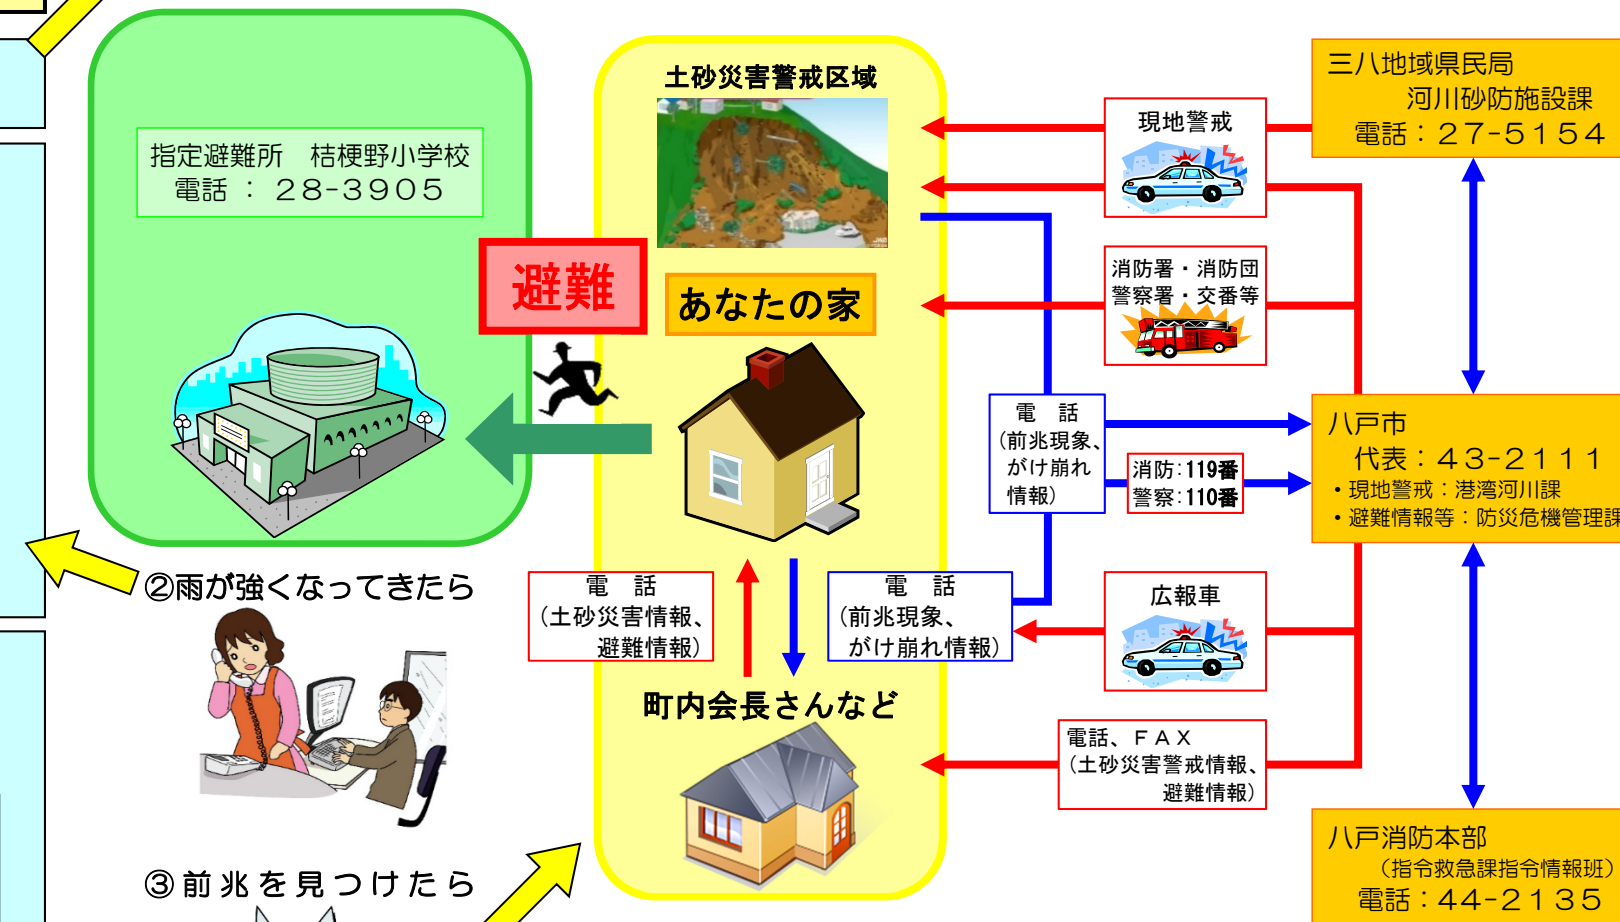 指定避難所　桔梗野小学校
電話 ： ２８-３９０５
避難
②雨が強くなってきたら
③前兆を見つけたら
土砂災害警戒区域
あなたの家
電　話
（土砂災害情報、
避難情報）
電　話
（前兆現象、
がけ崩れ情報）
町内会長さんなど
現地警戒
消防署・消防団
警察署・交番等
電　話
（前兆現象、
がけ崩れ
情報）
消防：119番
警察：110番
広報車
電話、ＦＡＸ
（土砂災害警戒情報、
避難情報）
三八地域県民局
河川砂防施設課
電話：２７-５１５４
八戸市
代表：４３-２１１１
・現地警戒：港湾河川課
・避難情報等：防災危機管理課
八戸消防本部
（指令救急課指令情報班）
電話：４４-２１３５